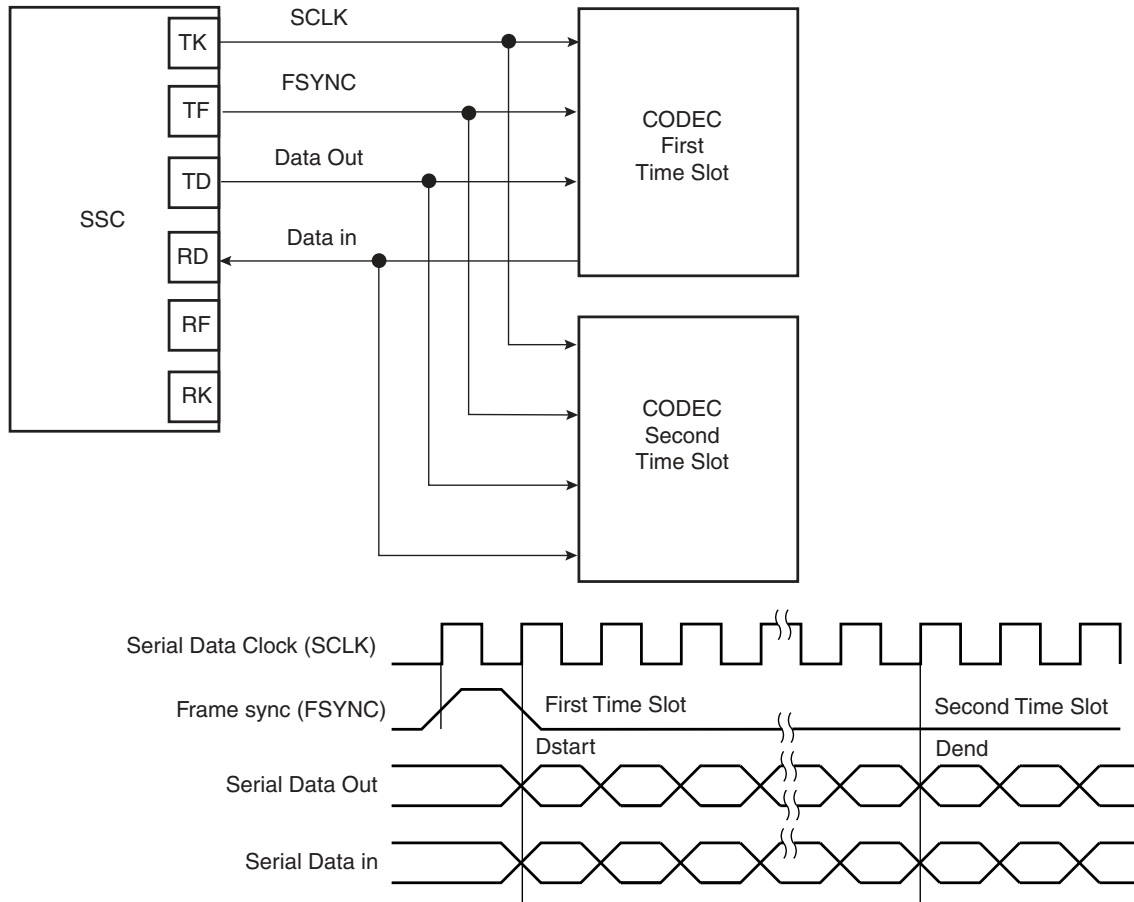 SSC
TK
TF
TD
RD
RF
RK
SCLK
FSYNC
Data Out
Data in
CODEC
First
Time Slot
CODEC
Second
Time Slot
Serial Data Clock (SCLK)
Frame sync (FSYNC)
First Time Slot
Second Time Slot
Dstart
Dend
Serial Data Out
Serial Data in